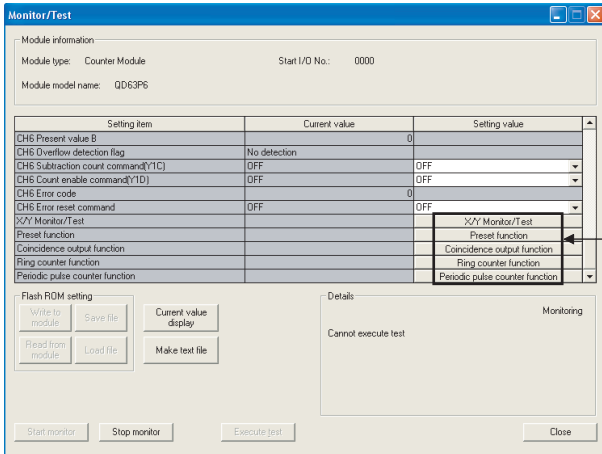 Monitor/Test
Module information
Module type: Counter Module Start I/O No.: 0000
Module model name: QD63P6
Setting item Current value Setting value
CH6 Present value B 0
CH6 Overflow detection flag No detection
CH6 Subtraction count command(Y1C) OFF OFF
CH6 Count enable command(Y1D) OFF OFF
CH6 Error code 0
CH6 Error reset command OFF OFF
X/Y Monitor/Test X/Y Monitor/Test
Preset function Preset function
Coincidence output function Coincidence output function
Ring counter function Ring counter function
Periodic pulse counter function Periodic pulse counter function
Flash ROM setting
Write to module
Save file
Current value display
Read from module
Load file
Make text file
Details
Monitoring
Cannot execute test
Start monitor Stop monitor Execute test Close